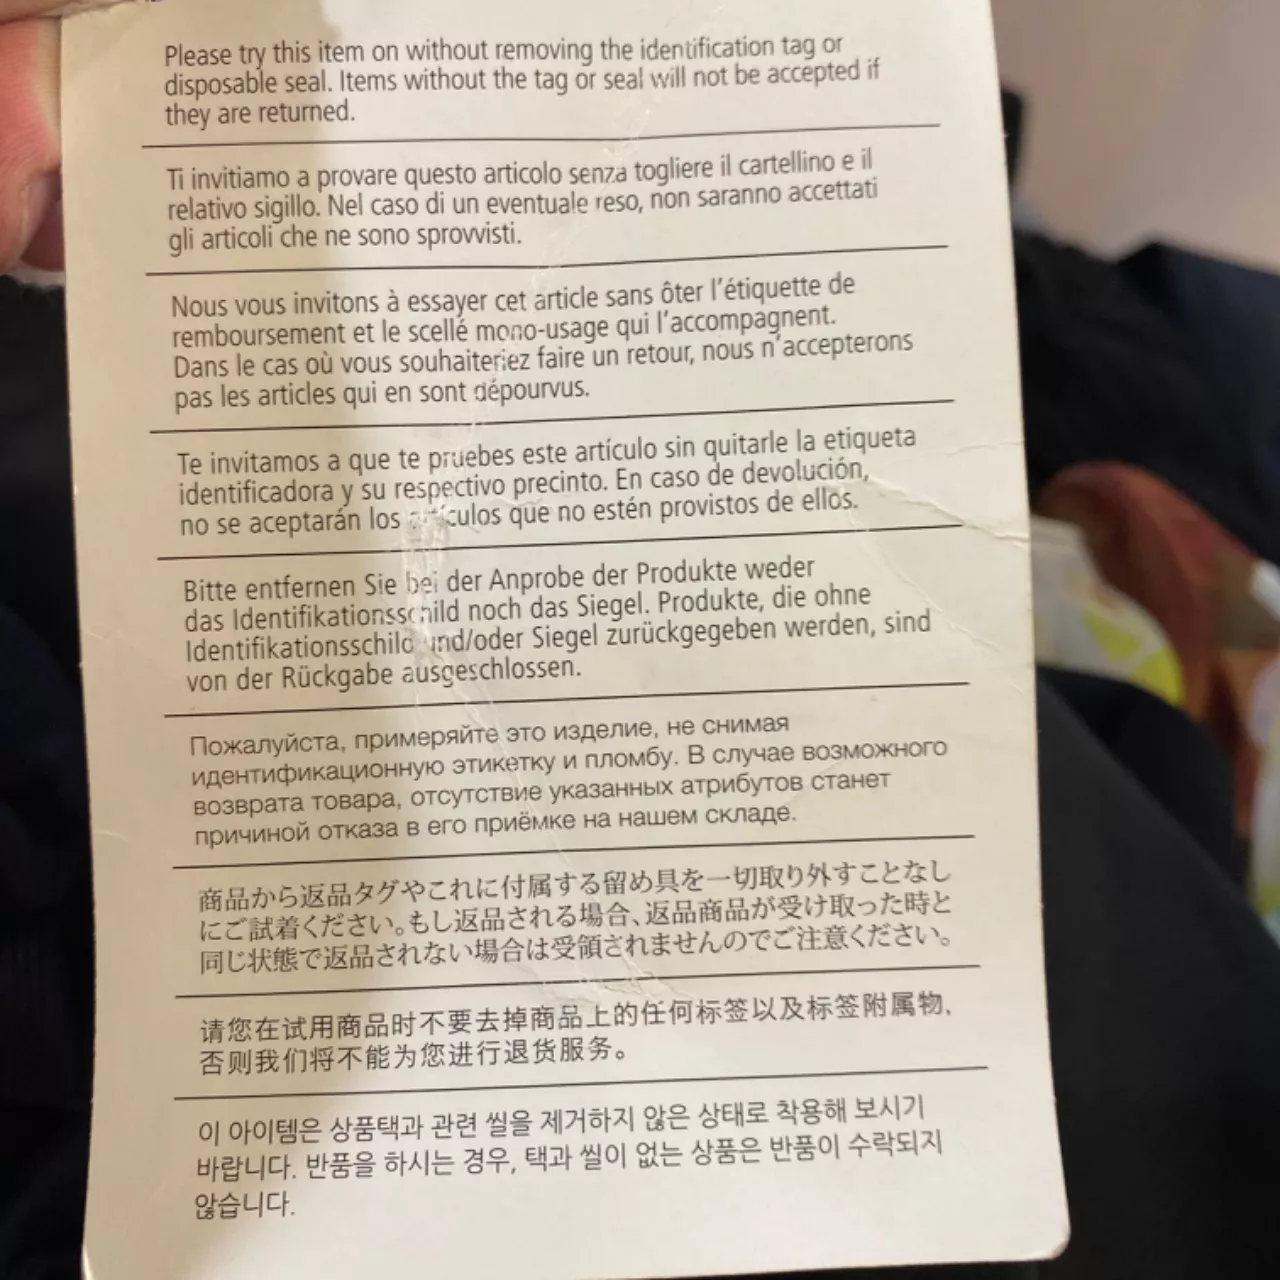 Please try this item on without removing the identification tag or
disposable seal. Items without the tag or seal will not be accepted if
they are returned.
Ti invitiamo a provare questo articolo senza togliere il cartellino e il
relativo sigillo. Nel caso di un eventuale reso, non saranno accettati
gli articoli che ne sono sprovvisti.
Nous vous invitons à essayer cet article sans ôter l'étiquette de
remboursement et le scellé mono-usage qui l'accompagnent.
Dans le cas où vous souhaiteriez faire un retour, nous n'accepterons
pas les articles qui en sont dépourvus.
Te invitamos a que te pruebes este artículo sin quitarle la etiqueta
identificadora y su respectivo precinto. En caso de devolución,
no se aceptarán los artículos que no estén provistos de ellos.
Bitte entfernen Sie bei der Anprobe der Produkte weder
das Identifikationsschild noch das Siegel. Produkte, die ohne
Identifikationsschild und/oder Siegel zurückgegeben werden, sind
von der Rückgabe ausgeschlossen.
Пожалуйста, примеряйте это изделие, не снимая
идентификационную этикетку и пломбу. В случае возможного
возврата товара, отсутствие указанных атрибутов станет
причиной отказа в его приёмке на нашем складе.
商品から返品タグやこれに付属する留め具を一切取り外すことなし
にご試着ください。もし返品される場合、返品商品が受け取った時と
同じ状態で返品されない場合は受領されませんのでご注意ください。
请您在试用商品时不要去掉商品上的任何标签以及标签附属物,
否则我们将不能为您进行退货服务。
이 아이템은 상품택과 관련 씰을 제거하지 않은 상태로 착용해 보시기
바랍니다. 반품을 하시는 경우, 택과 씰이 없는 상품은 반품이 수락되지
않습니다.